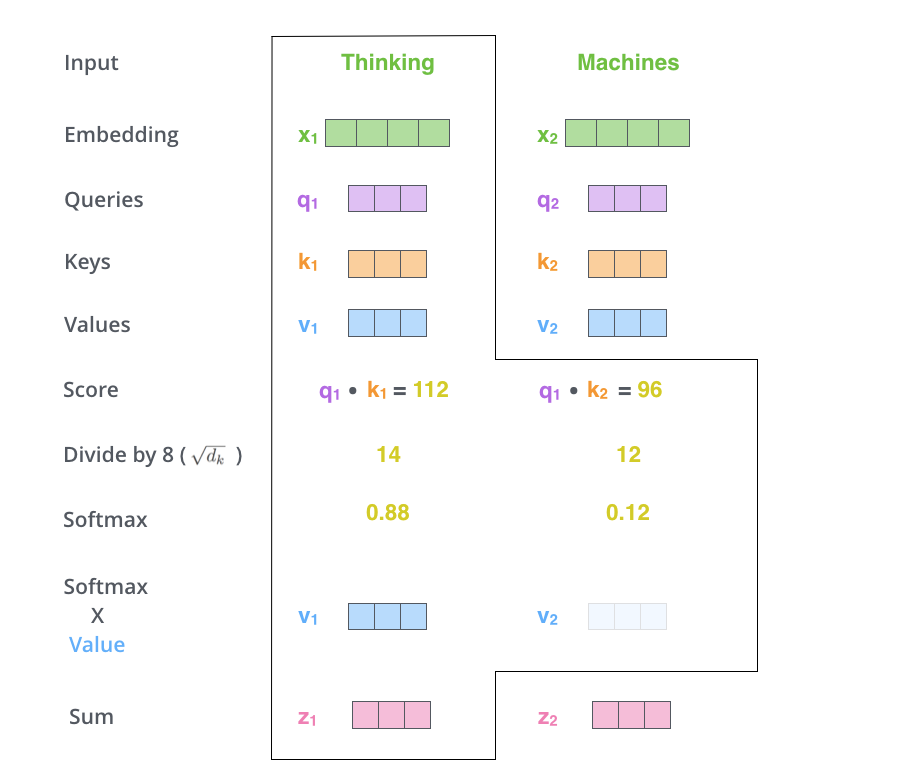 Input Thinking Machines
Embedding x₁ x₂
Queries q₁ q₂
Keys k₁ k₂
Values v₁ v₂
Score q₁ • k₁ = 112 q₁ • k₂ = 96
Divide by 8 ( √dₖ ) 14 12
Softmax 0.88 0.12
Softmax
X v₁ v₂
Value
Sum z₁ z₂